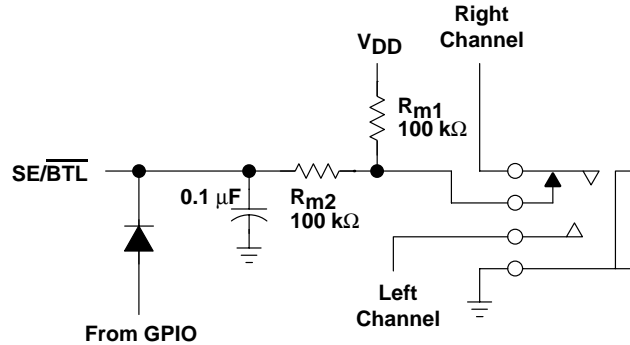 Right
Channel
VDD
Rm1
100 kΩ
SE/BTL
0.1 μF
Rm2
100 kΩ
Left
Channel
From GPIO